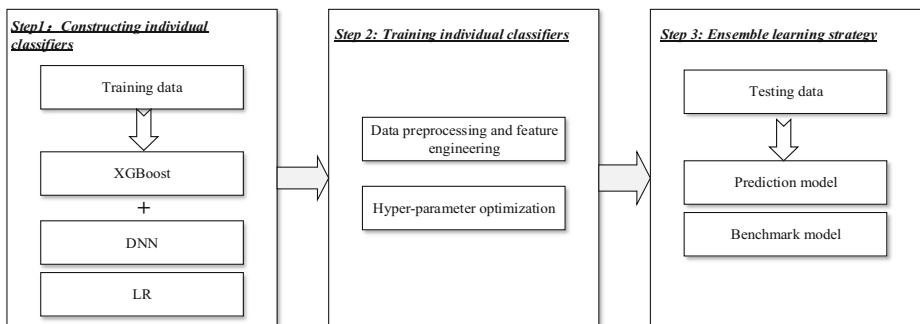 Step1：Constructing individual
classifiers
Training data
XGBoost
+
DNN
LR
Step 2: Training individual classifiers
Data preprocessing and feature
engineering
Hyper-parameter optimization
Step 3: Ensemble learning strategy
Testing data
Prediction model
Benchmark model